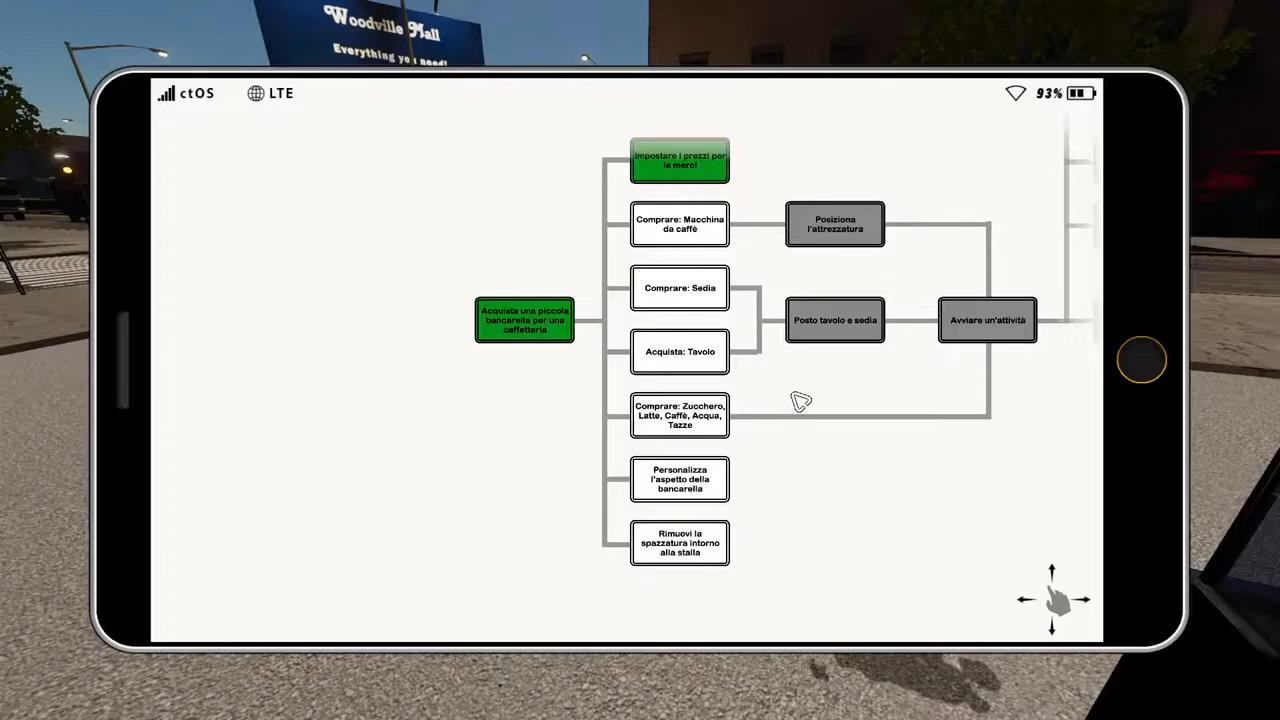 Woodville Mall
Everything you need!
ctOS
LTE
93%
Impostare i prezzi per
le merci
Comprare: Macchina
da caffè
Posiziona
l'attrezzatura
Comprare: Sedia
Acquista una piccola
bancarella per una
caffetteria
Posto tavolo e sedia
Avviare un'attività
Acquista: Tavolo
Comprare: Zucchero,
Latte, Caffè, Acqua,
Tazze
Personalizza
l'aspetto della
bancarella
Rimuovi la
spazzatura intorno
alla stalla